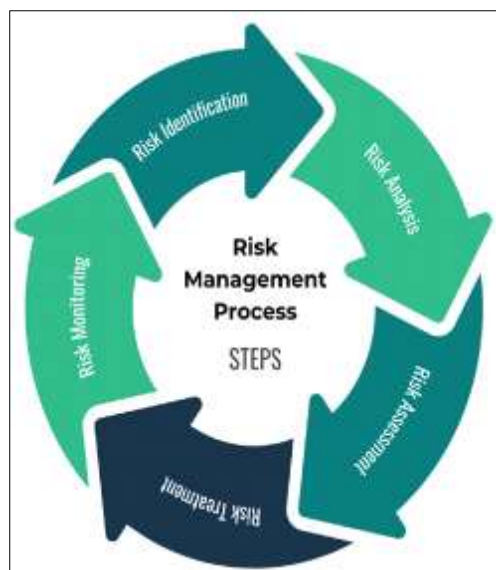 Risk
Management
Process
STEPS
Risk Identification
Risk Analysis
Risk Assessment
Risk Treatment
Risk Monitoring